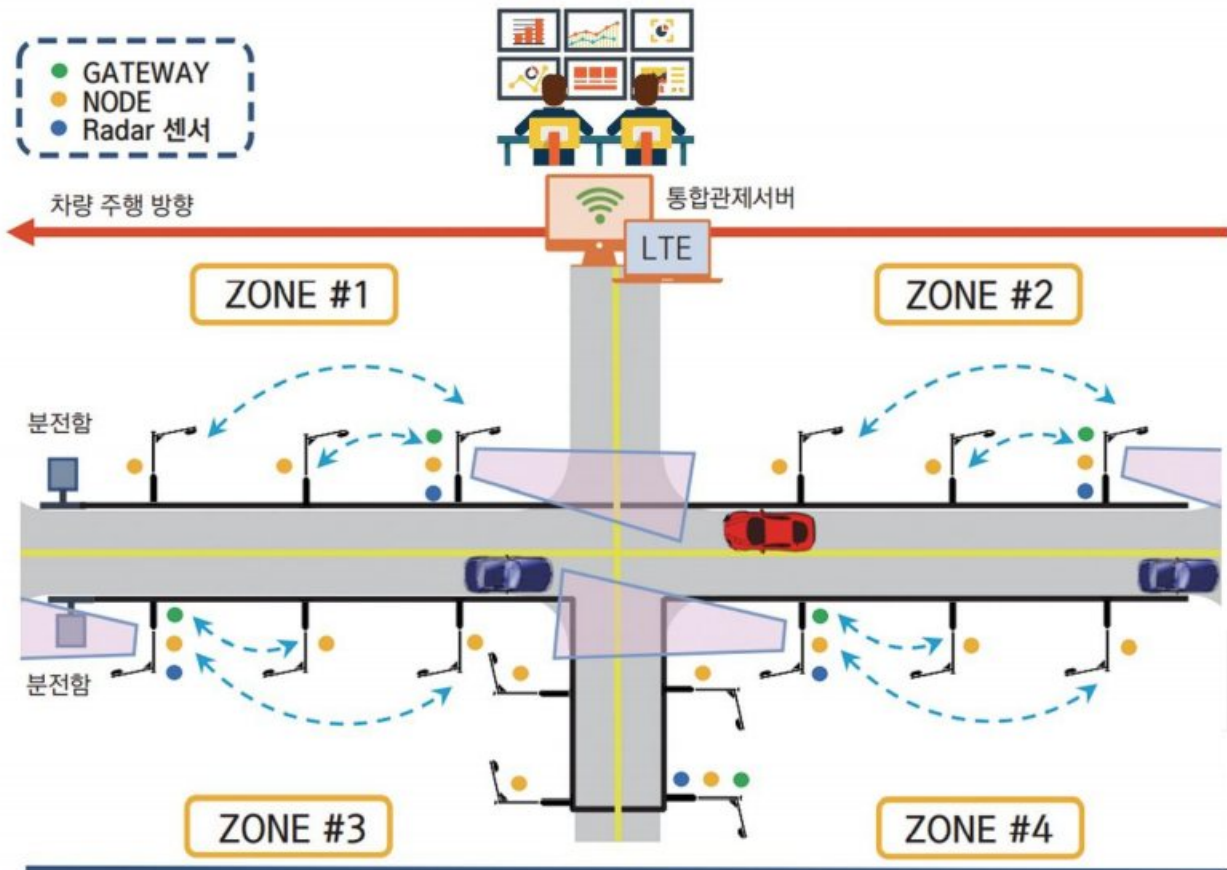 GATEWAY
NODE
Radar 센서
차량 주행 방향
통합관제서버
LTE
ZONE #1
ZONE #2
분전함
분전함
ZONE #3
ZONE #4